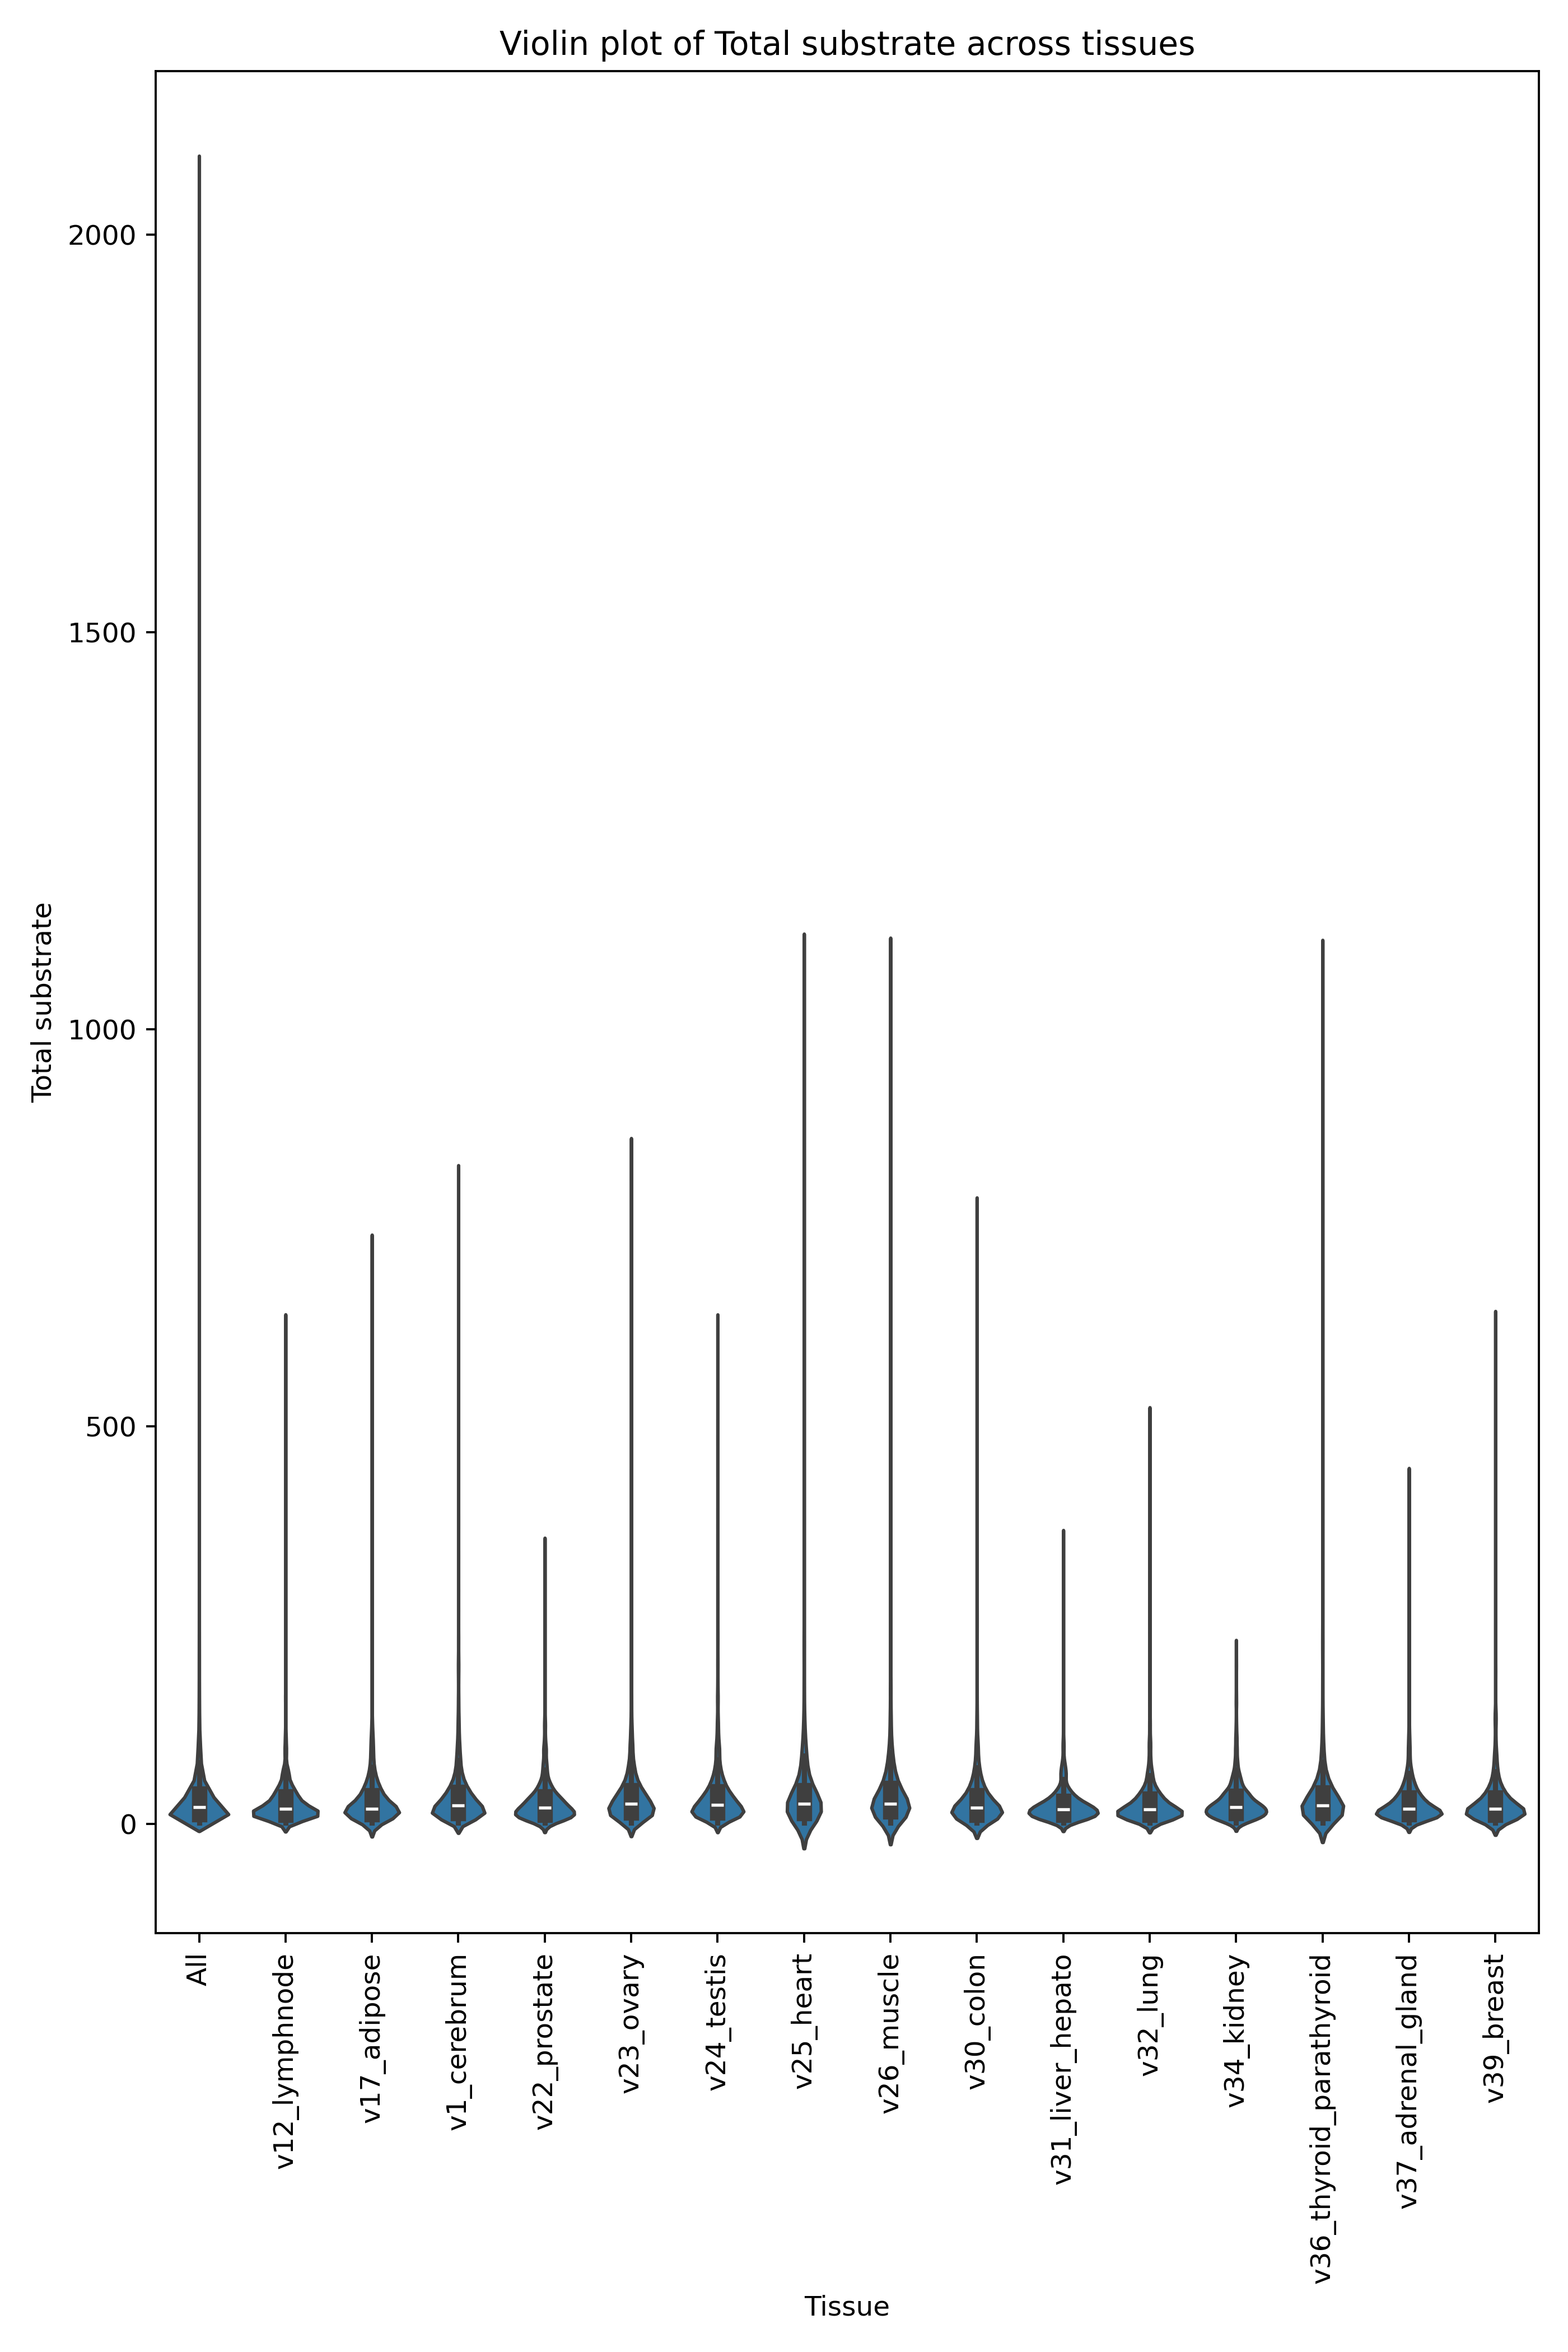 Violin plot of Total substrate across tissues
Total substrate
2000
1500
1000
500
0
All
v12_lymphnode
v17_adipose
v1_cerebrum
v22_prostate
v23_ovary
v24_testis
v25_heart
v26_muscle
v30_colon
v31_liver_hepato
v32_lung
v34_kidney
v36_thyroid_parathyroid
v37_adrenal_gland
v39_breast
Tissue